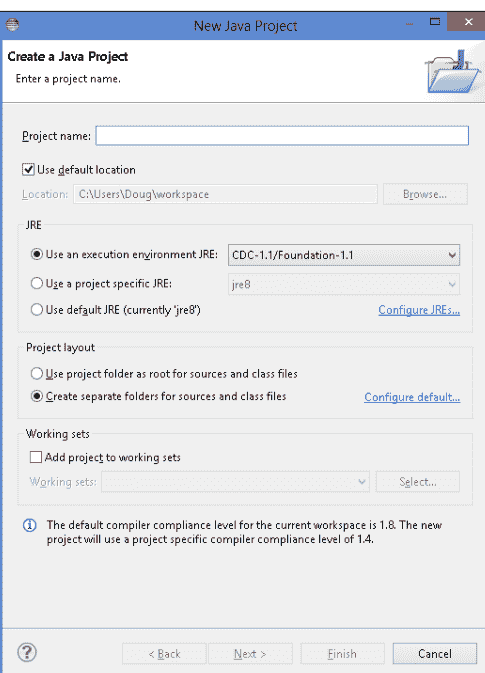 New Java Project
Create a Java Project
Enter a project name.
Project name:
Use default location
Location: C:\Users\Doug\workspace Browse...
JRE
Use an execution environment JRE: CDC-1.1/Foundation-1.1
Use a project specific JRE: jre8
Use default JRE (currently 'jre8') Configure JREs...
Project layout
Use project folder as root for sources and class files
Create separate folders for sources and class files Configure default...
Working sets
Add project to working sets
Working sets: Select...
The default compiler compliance level for the current workspace is 1.8. The new
project will use a project specific compiler compliance level of 1.4.
? < Back Next > Finish Cancel